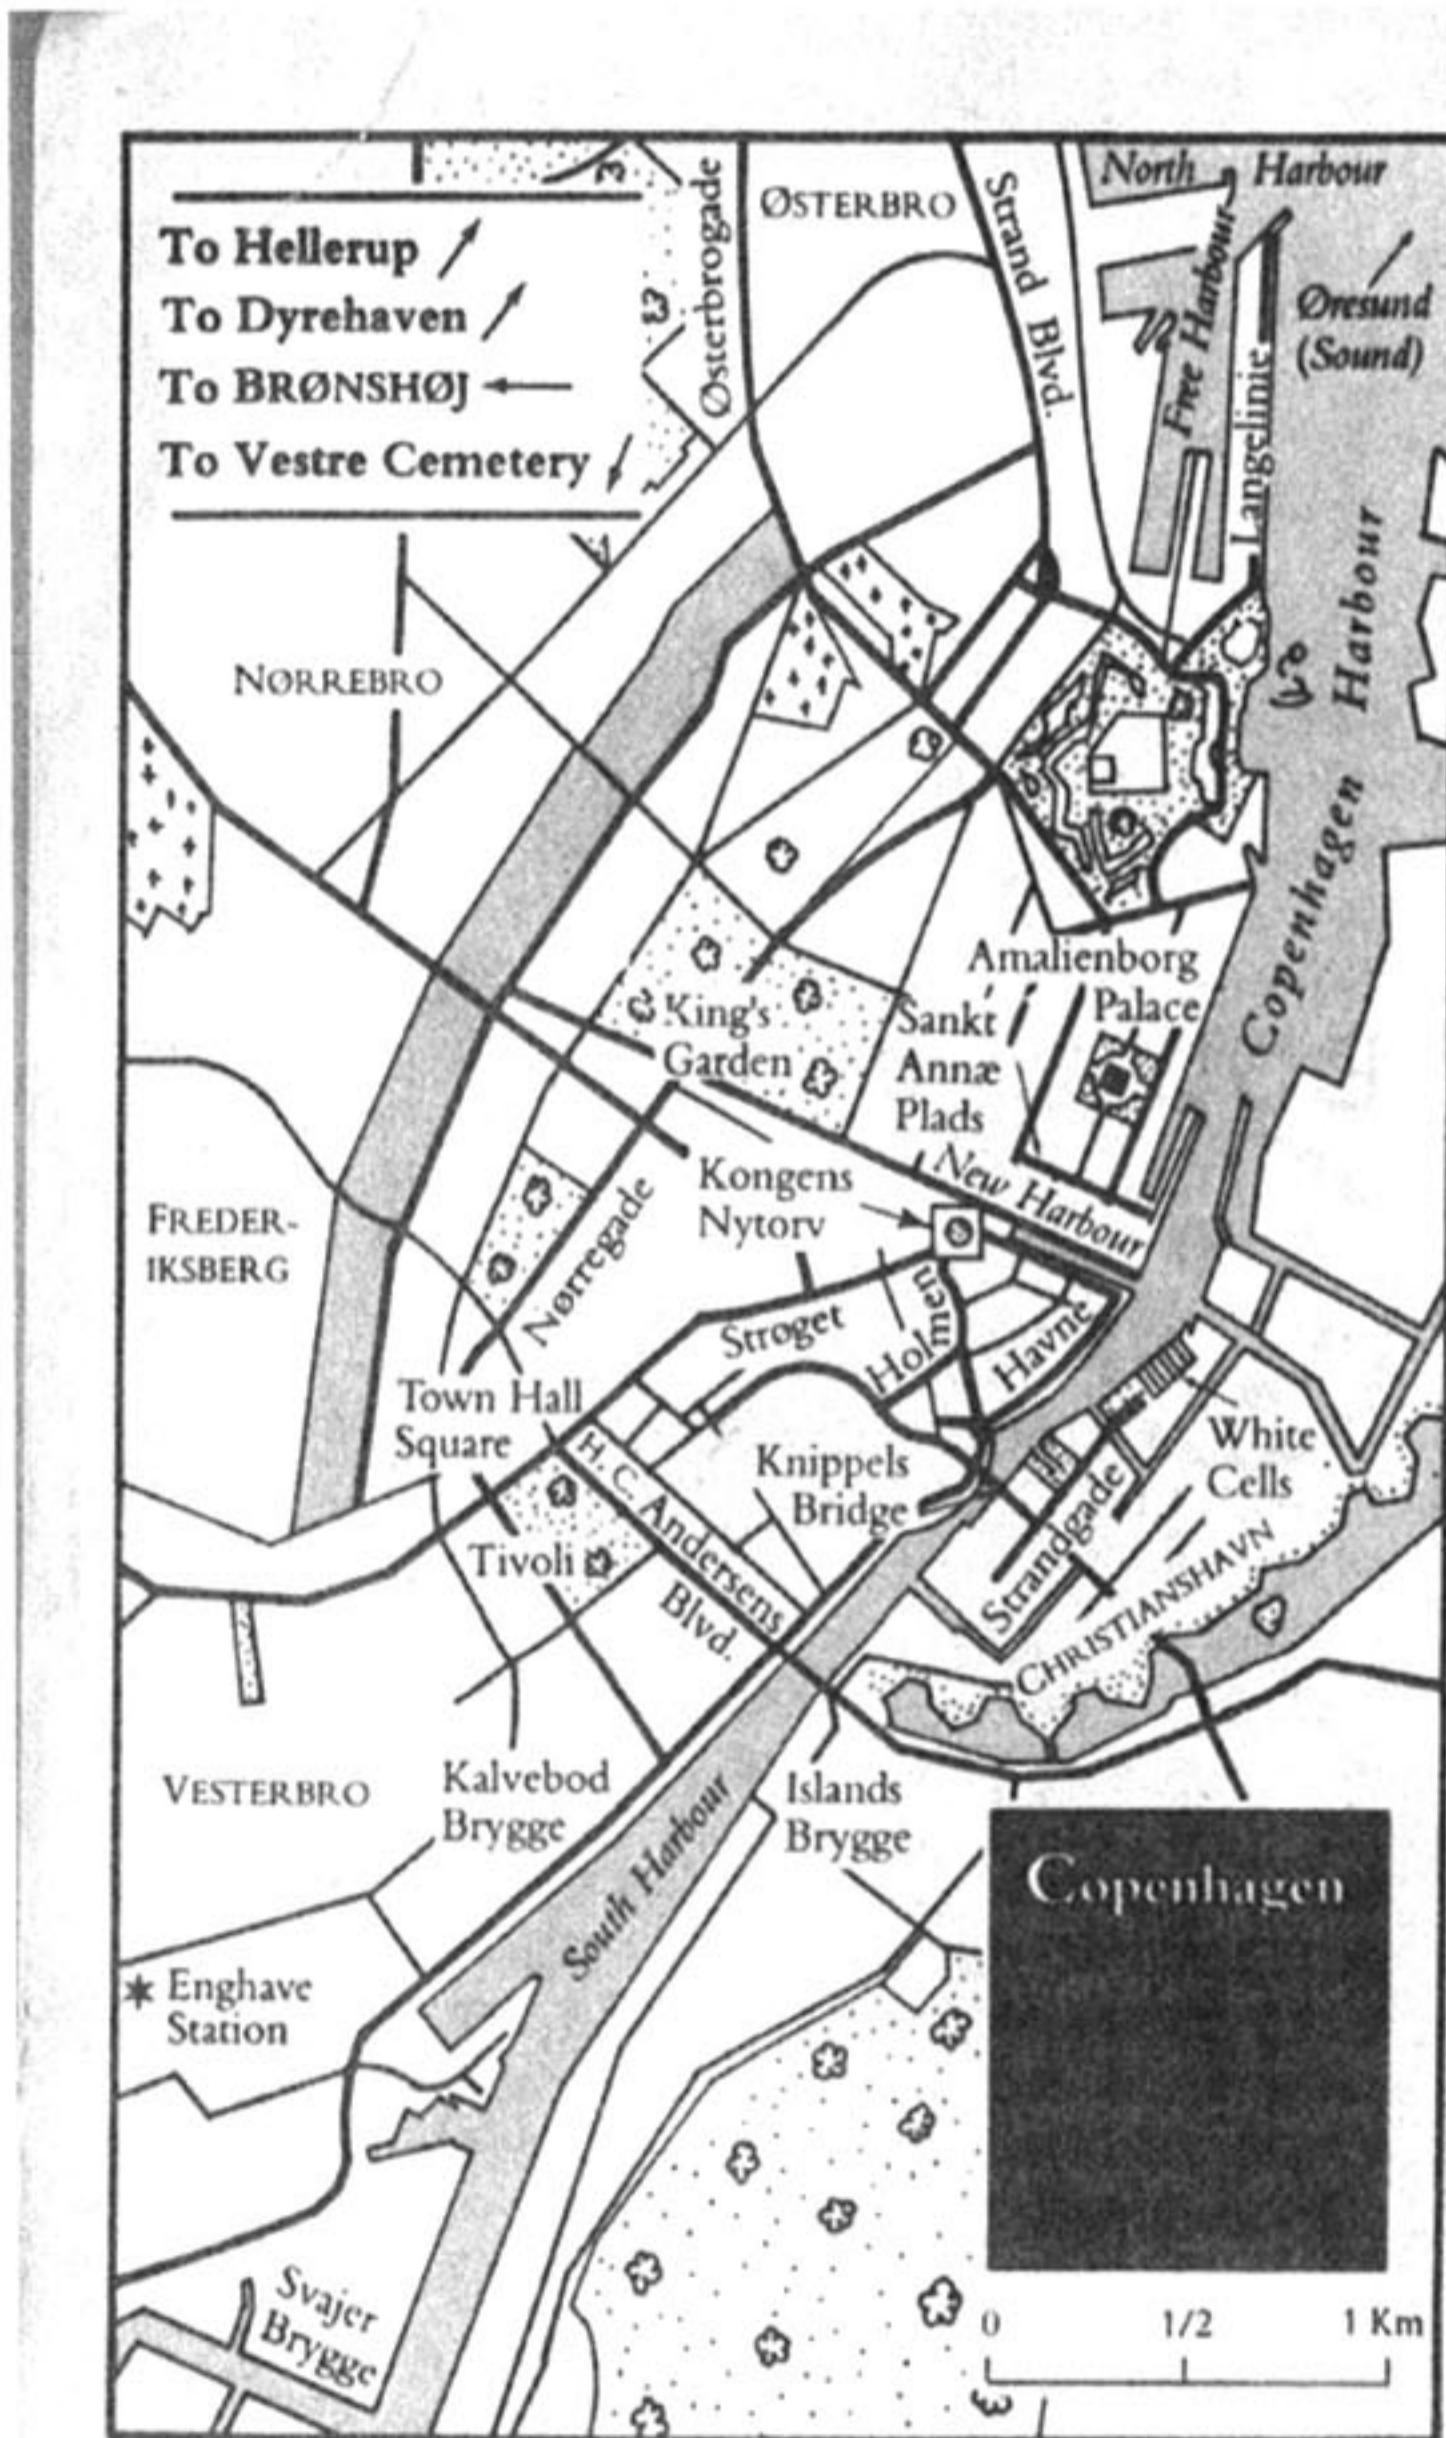 North Harbour
ØSTERBRO
Østerbrogade
Strand Blvd.
Free Harbour
Langelinie
Øresund
(Sound)
To Hellerup
To Dyrehaven
To BRØNSHØJ
To Vestre Cemetery
Copenhagen Harbour
NØRREBRO
Amalienborg
Palace
King's
Garden
Sankt
Annæ
Plads
New Harbour
Kongens
Nytorv
FREDER-
IKSBERG
Nørregade
Strøget
Holmen
Havne
Town Hall
Square
White
Cells
H. C. Andersens
Blvd.
Knippels
Bridge
Strandgade
Tivoli
CHRISTIANSHAVN
VESTERBRO
Kalvebod
Brygge
Islands
Brygge
South Harbour
Copenhagen
Enghave
Station
Svajer
Brygge
0 1/2 1 Km